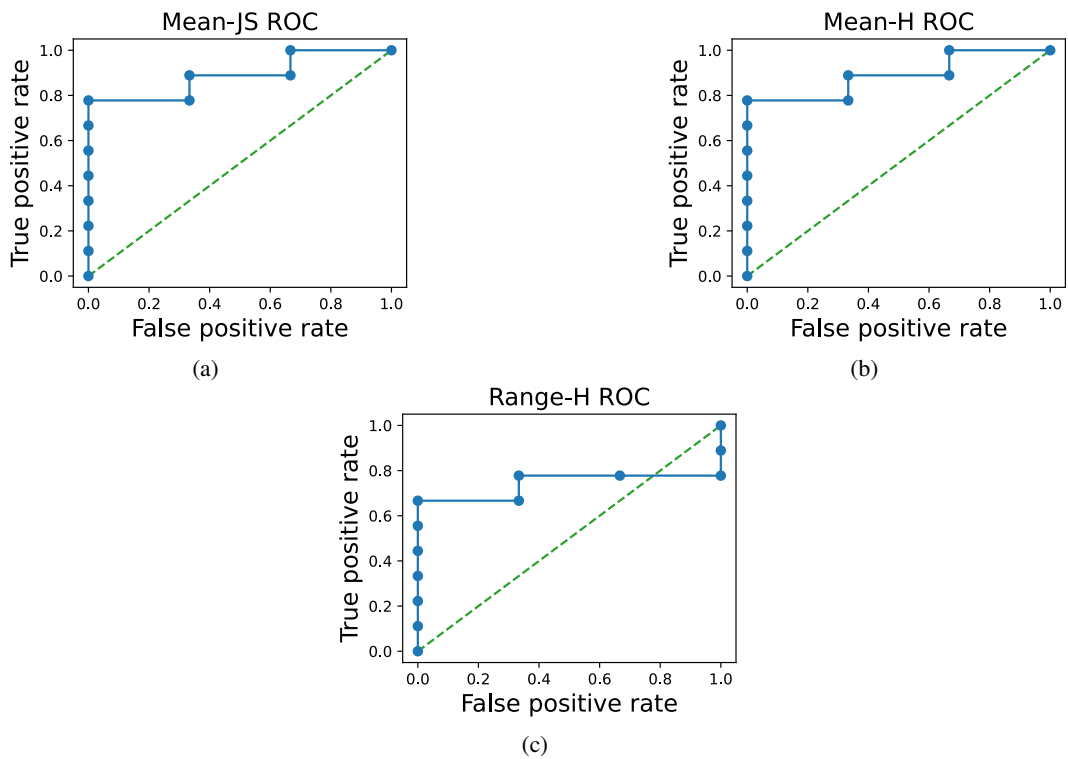 Mean-JS ROC
True positive rate
1.0
0.8
0.6
0.4
0.2
0.0
0.0 0.2 0.4 0.6 0.8 1.0
False positive rate
(a)
Mean-H ROC
True positive rate
1.0
0.8
0.6
0.4
0.2
0.0
0.0 0.2 0.4 0.6 0.8 1.0
False positive rate
(b)
Range-H ROC
True positive rate
1.0
0.8
0.6
0.4
0.2
0.0
0.0 0.2 0.4 0.6 0.8 1.0
False positive rate
(c)